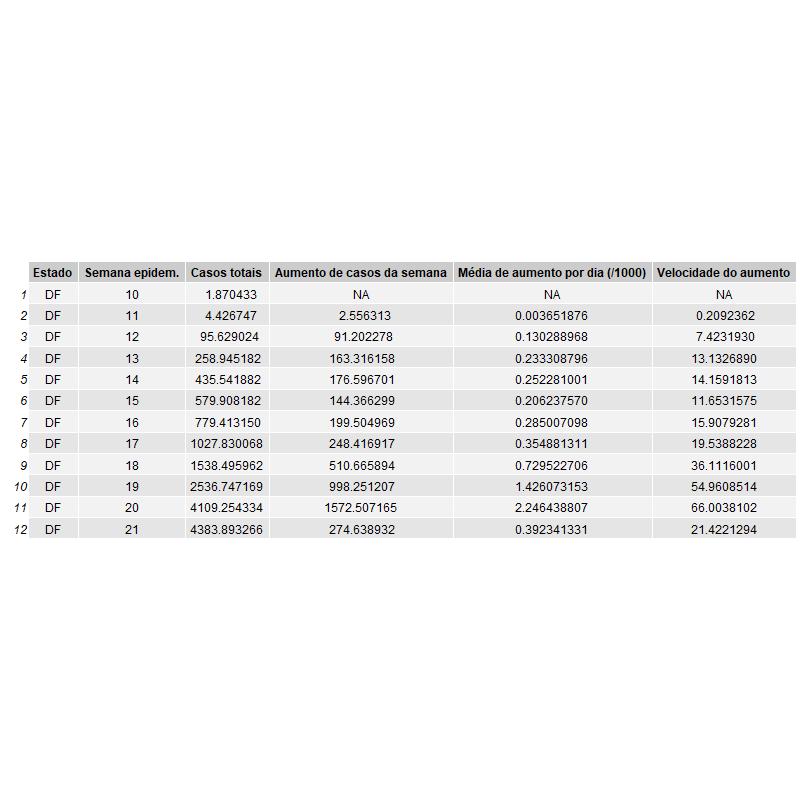 Estado Semana epidem. Casos totais Aumento de casos da semana Média de aumento por dia (/1000) Velocidade do aumento
1 DF 10 1.870433 NA NA NA
2 DF 11 4.426747 2.556313 0.003651876 0.2092362
3 DF 12 95.629024 91.202278 0.130288968 7.4231930
4 DF 13 258.945182 163.316158 0.233308796 13.1326890
5 DF 14 435.541882 176.596701 0.252281001 14.1591813
6 DF 15 579.908182 144.366299 0.206237570 11.6531575
7 DF 16 779.413150 199.504969 0.285007098 15.9079281
8 DF 17 1027.830068 248.416917 0.354881311 19.5388228
9 DF 18 1538.495962 510.665894 0.729522706 36.1116001
10 DF 19 2536.747169 998.251207 1.426073153 54.9608514
11 DF 20 4109.254334 1572.507165 2.246438807 66.0038102
12 DF 21 4383.893266 274.638932 0.392341331 21.4221294